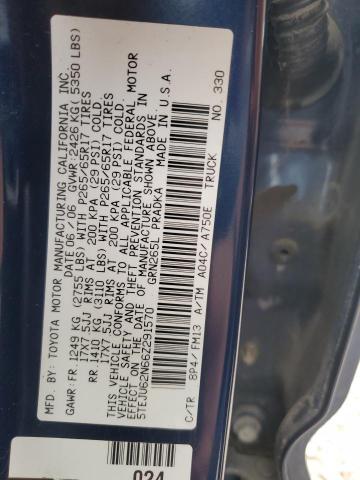 MFD. BY: TOYOTA MOTOR MANUFACTURING CALIFORNIA INC.
DATE: 06 / 06 GVWR:2426 KG( 5350 LBS)
GAWR:FR. 1249 KG (2755 LBS) WITH P265/65R17 TIRES
17X7.5JJ RIMS AT 200 KPA (29 PSI) COLD.
RR. 1410 KG (3110 LBS) WITH P265/65R17 TIRES
17X7.5JJ RIMS AT 200 KPA (29 PSI) COLD.
THIS VEHICLE CONFORMS TO ALL APPLICABLE FEDERAL MOTOR
VEHICLE SAFETY AND THEFT PREVENTION STANDARDS IN
EFFECT ON THE DATE OF MANUFACTURE SHOWN ABOVE.
5TEJU62N66Z291570 GRN265L PRADKA MADE IN U.S.A.
TRUCK
C/TR 8P4/ FM13 A/TM A04C/ A750E
NO. 330
024